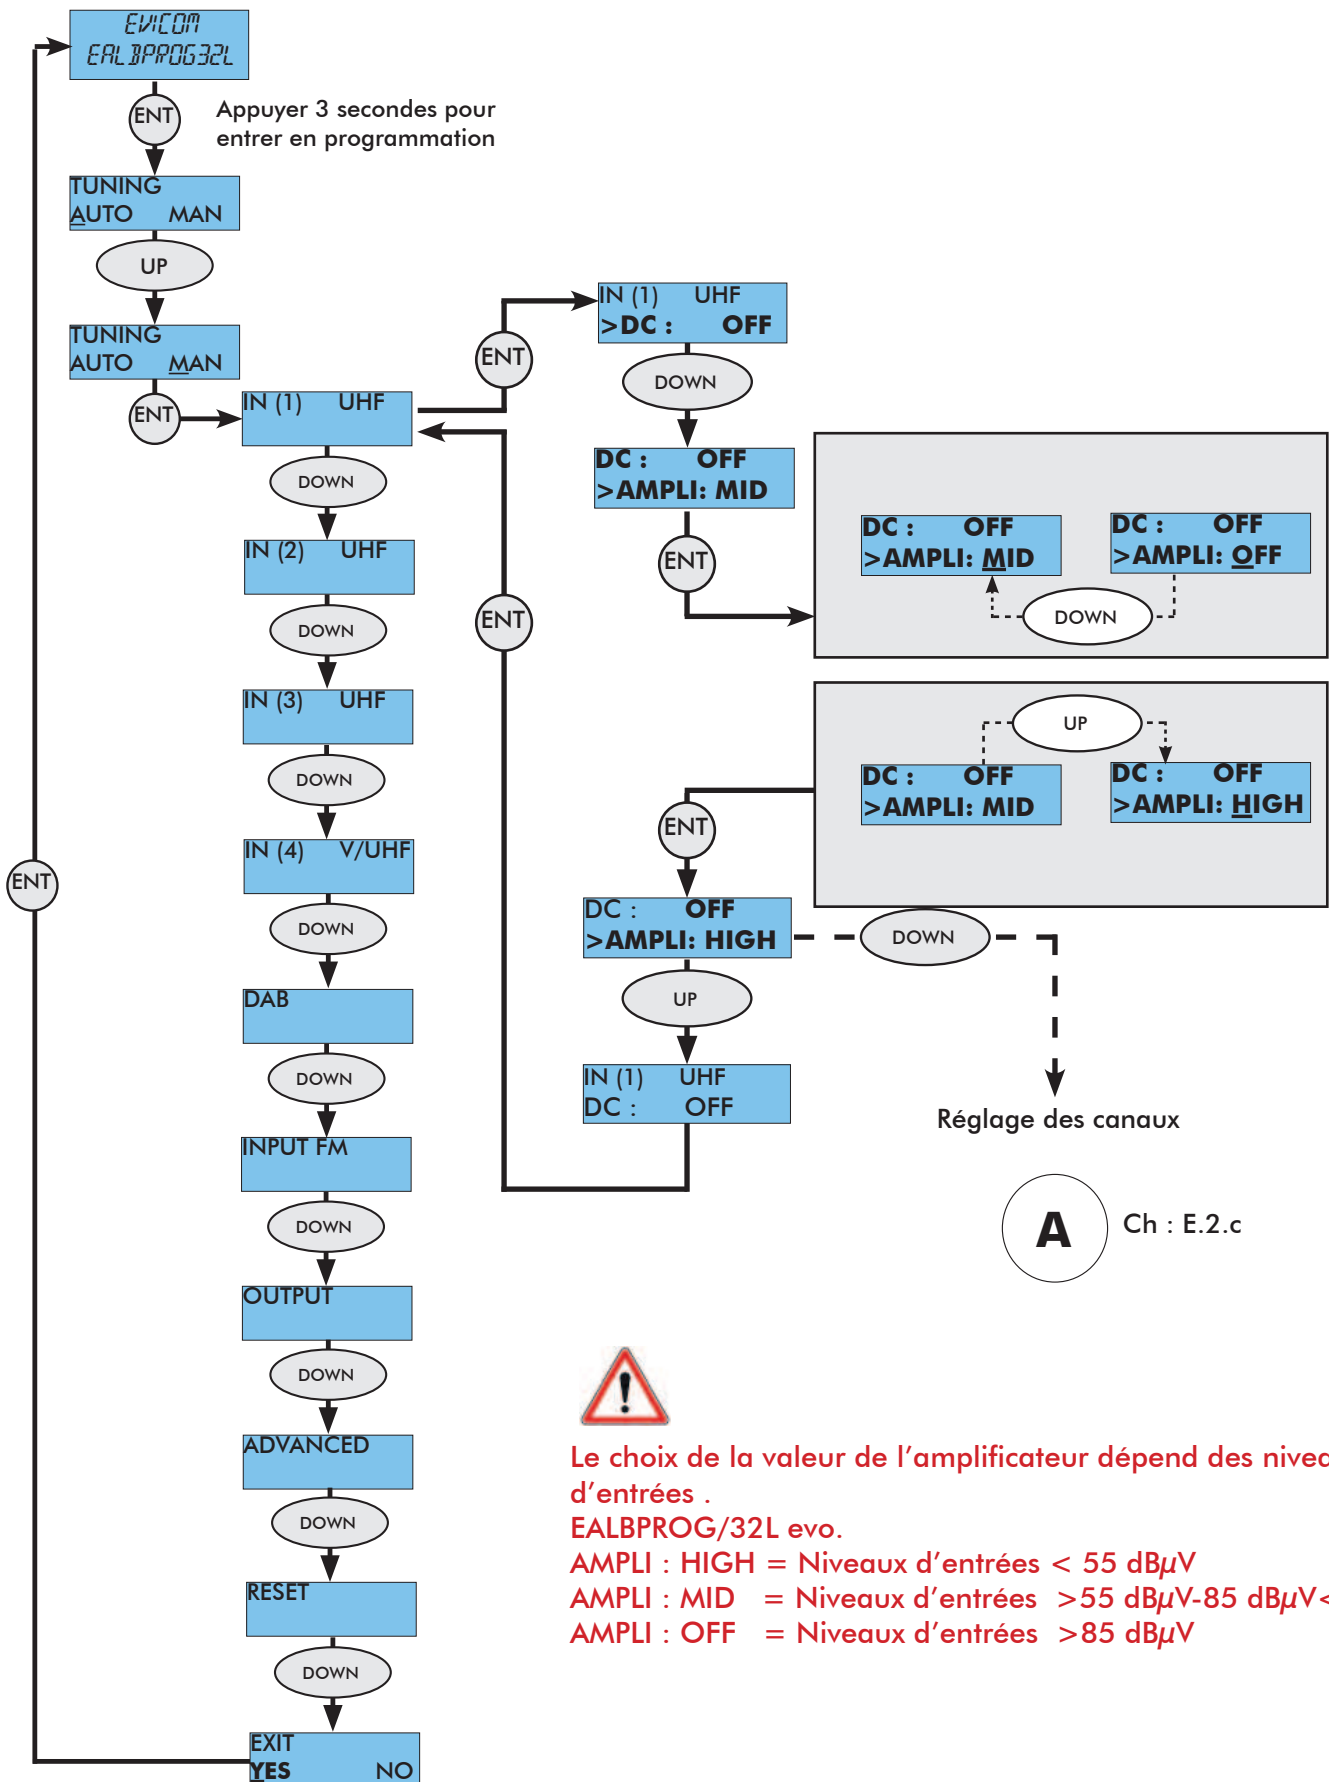 EVICOM
EALBPROG32L
ENT
Appuyer 3 secondes pour
entrer en programmation
TUNING
AUTO MAN
UP
TUNING
AUTO MAN
ENT
IN (1) UHF
DOWN
IN (2) UHF
DOWN
IN (3) UHF
DOWN
IN (4) V/UHF
DOWN
DAB
DOWN
INPUT FM
DOWN
OUTPUT
DOWN
ADVANCED
DOWN
RESET
DOWN
EXIT
YES NO
ENT
ENT
IN (1) UHF
>DC : OFF
DOWN
DC : OFF
>AMPLI: MID
ENT
DC : OFF
>AMPLI: MID
DC : OFF
>AMPLI: OFF
DOWN
UP
DC : OFF
>AMPLI: MID
DC : OFF
>AMPLI: HIGH
ENT
DC : OFF
>AMPLI: HIGH
DOWN
UP
IN (1) UHF
DC : OFF
ENT
Réglage des canaux
A
Ch : E.2.c
!
Le choix de la valeur de l’amplificateur dépend des
d’entrées .
EALBPROG/32L evo.
AMPLI : HIGH = Niveaux d’entrées < 55 dBµV
AMPLI : MID = Niveaux d’entrées >55 dBµV-85 dBµV<
AMPLI : OFF = Niveaux d’entrées >85 dBµV